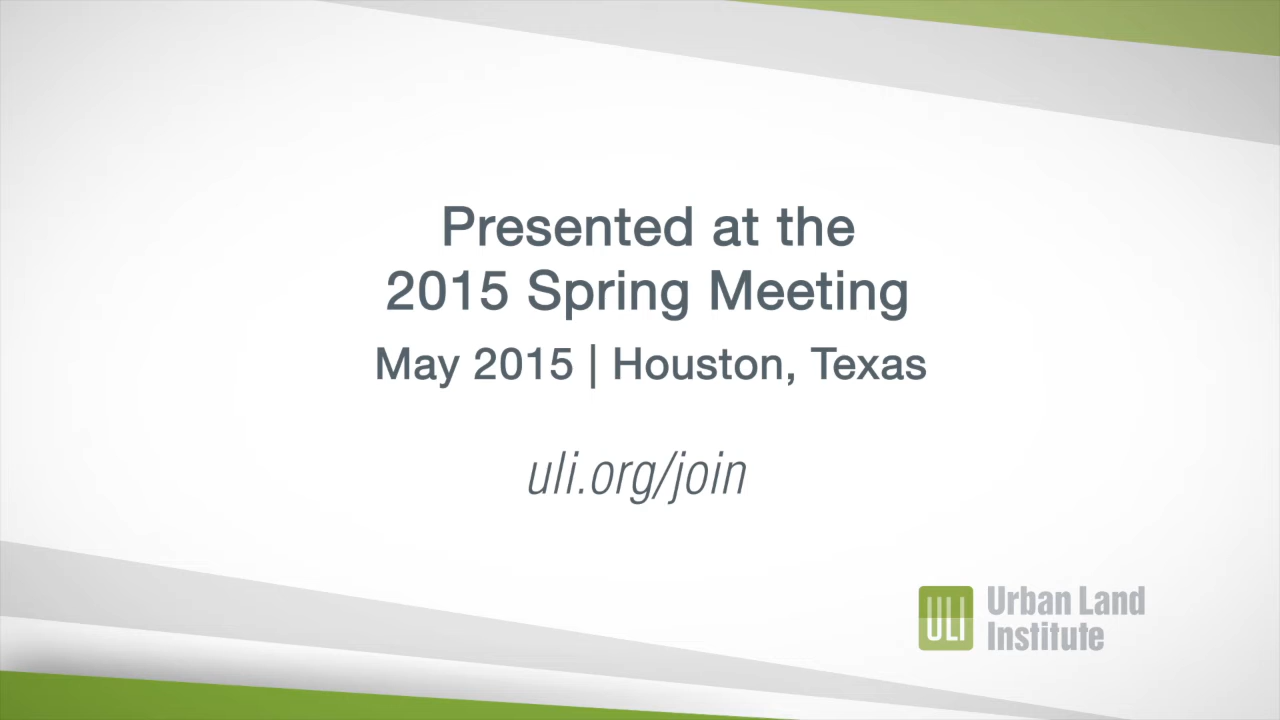 Presented at the
2015 Spring Meeting
May 2015 | Houston, Texas
uli.org/join
ULI
Urban Land
Institute